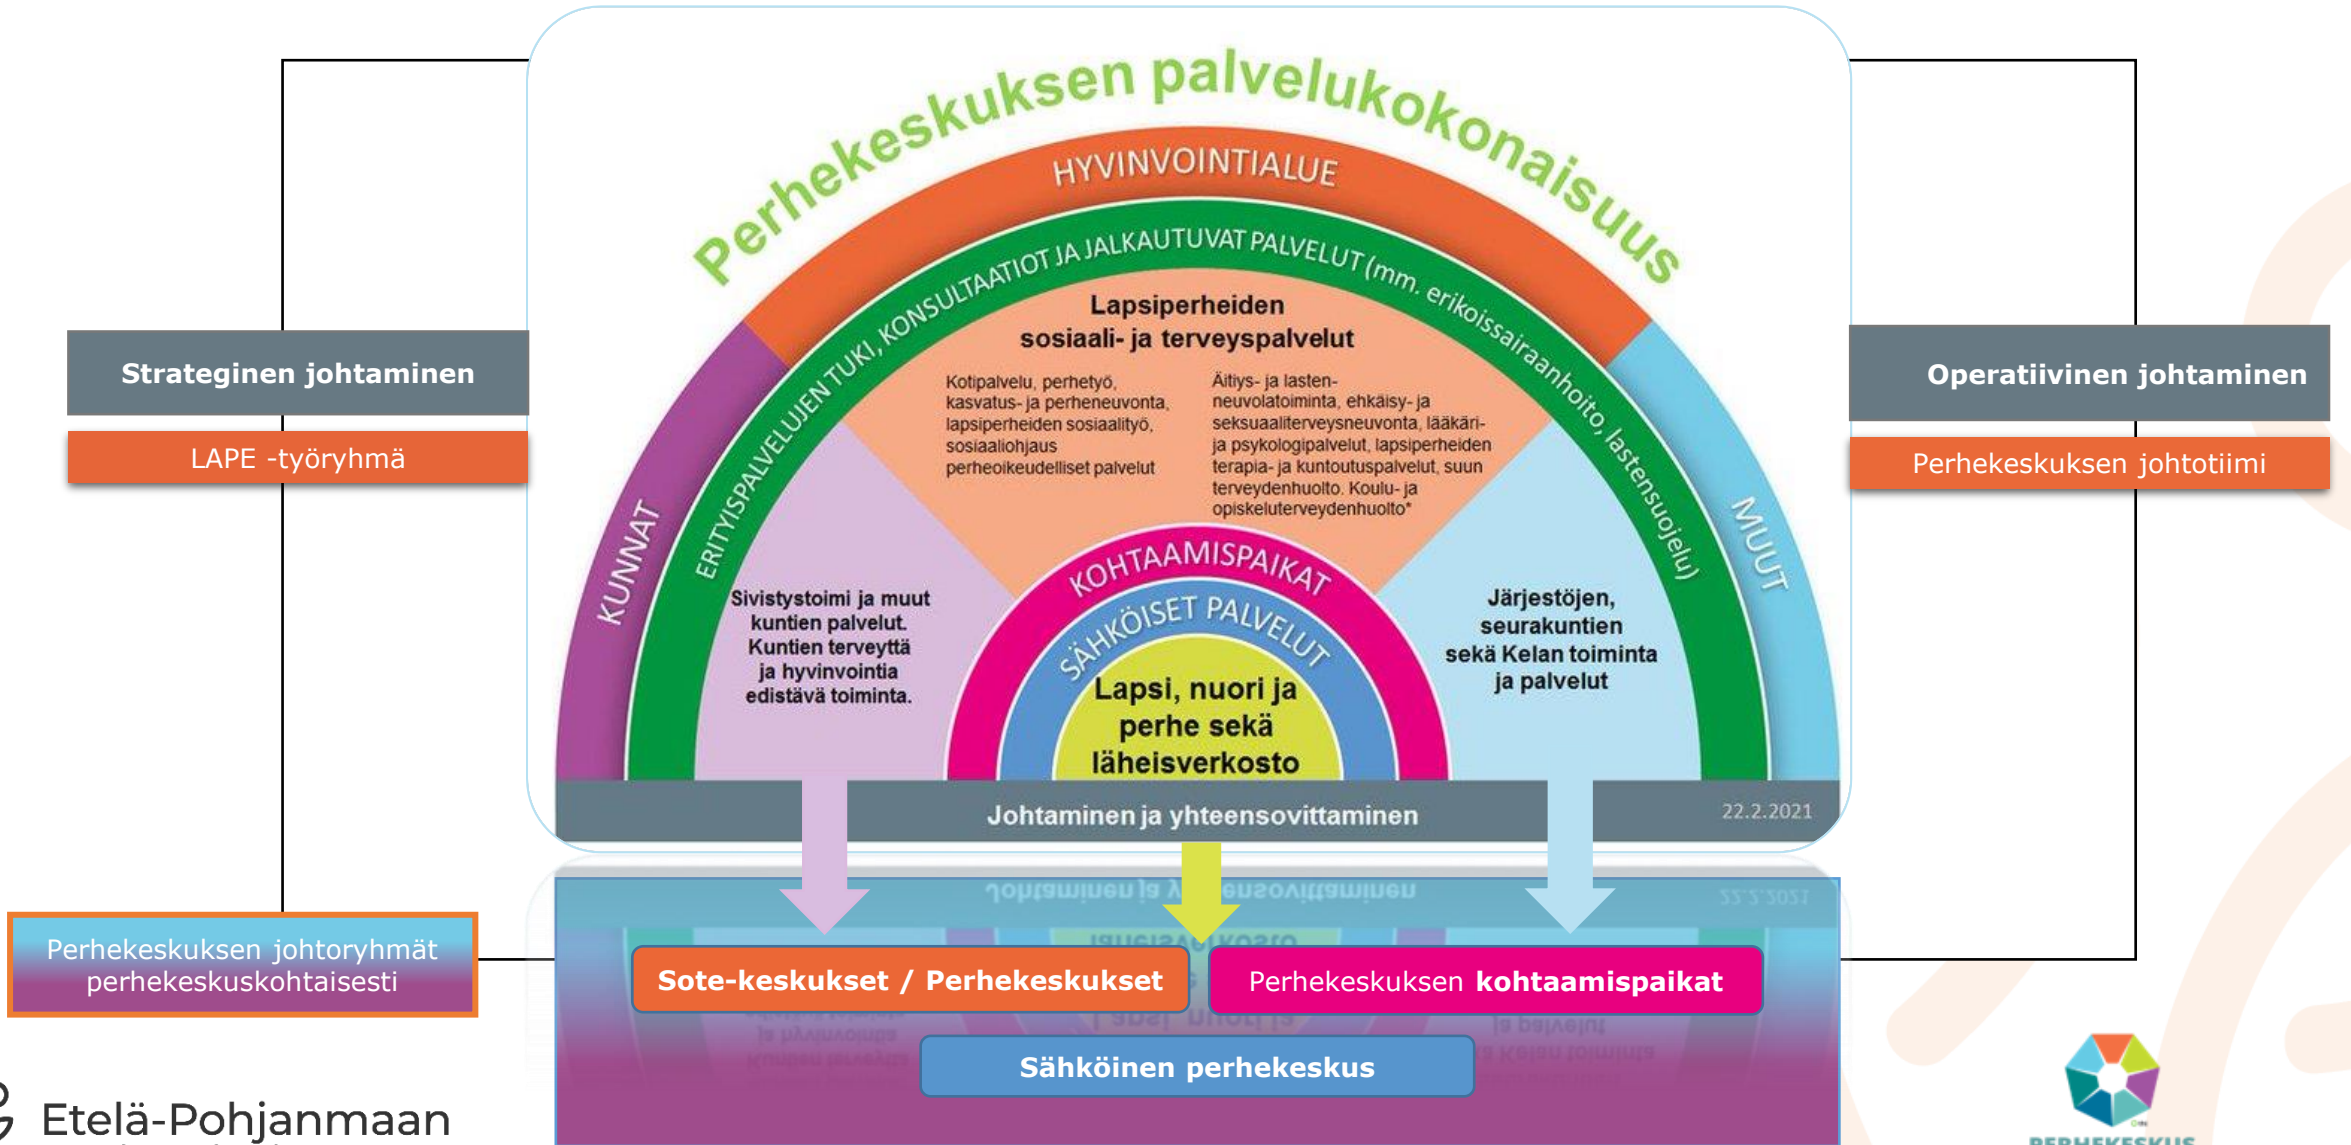 Perhekeskuksen palvelukokonaisuus
HYVINVOINTIALUE
KUNNAT
MUUT
ERITYISPALVELUJEN TUKI, KONSULTAATIOT JA JALKAUTUVAT PALVELUT (mm. erikoissairaanhoito, lastensuojelu)
Lapsiperheiden
sosiaali- ja terveyspalvelut
Kotipalvelu, perhetyö,
kasvatus- ja perheneuvonta,
lapsiperheiden sosiaalityö,
sosiaaliohjaus
perheoikeudelliset palvelut
Äitiys- ja lasten-
neuvolatoiminta, ehkäisy- ja
seksuaaliterveysneuvonta, lääkäri-
ja psykologipalvelut, lapsiperheiden
terapia- ja kuntoutuspalvelut, suun
terveydenhuolto. Koulu- ja
opiskeluterveydenhuolto*
Sivistystoimi ja muut
kuntien palvelut.
Kuntien terveyttä
ja hyvinvointia
edistävä toiminta.
Järjestöjen,
seurakuntien
sekä Kelan toiminta
ja palvelut
KOHTAAMISPAIKAT
SÄHKÖISET PALVELUT
Lapsi, nuori ja
perhe sekä
läheisverkosto
Johtaminen ja yhteensovittaminen
22.2.2021
Strateginen johtaminen
LAPE -työryhmä
Operatiivinen johtaminen
Perhekeskuksen johtotiimi
Perhekeskuksen johtoryhmät
perhekeskuskohtaisesti
Sote-keskukset / Perhekeskukset
Perhekeskuksen kohtaamispaikat
Sähköinen perhekeskus
Etelä-Pohjanmaan
PERHEKESKUS